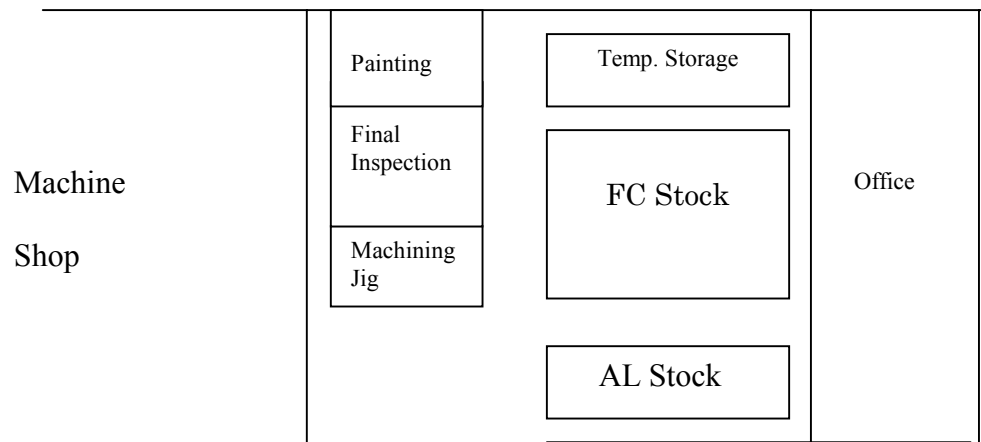 Painting
Temp. Storage
Final
Inspection
Machine
Shop
FC Stock
Office
Machining
Jig
AL Stock